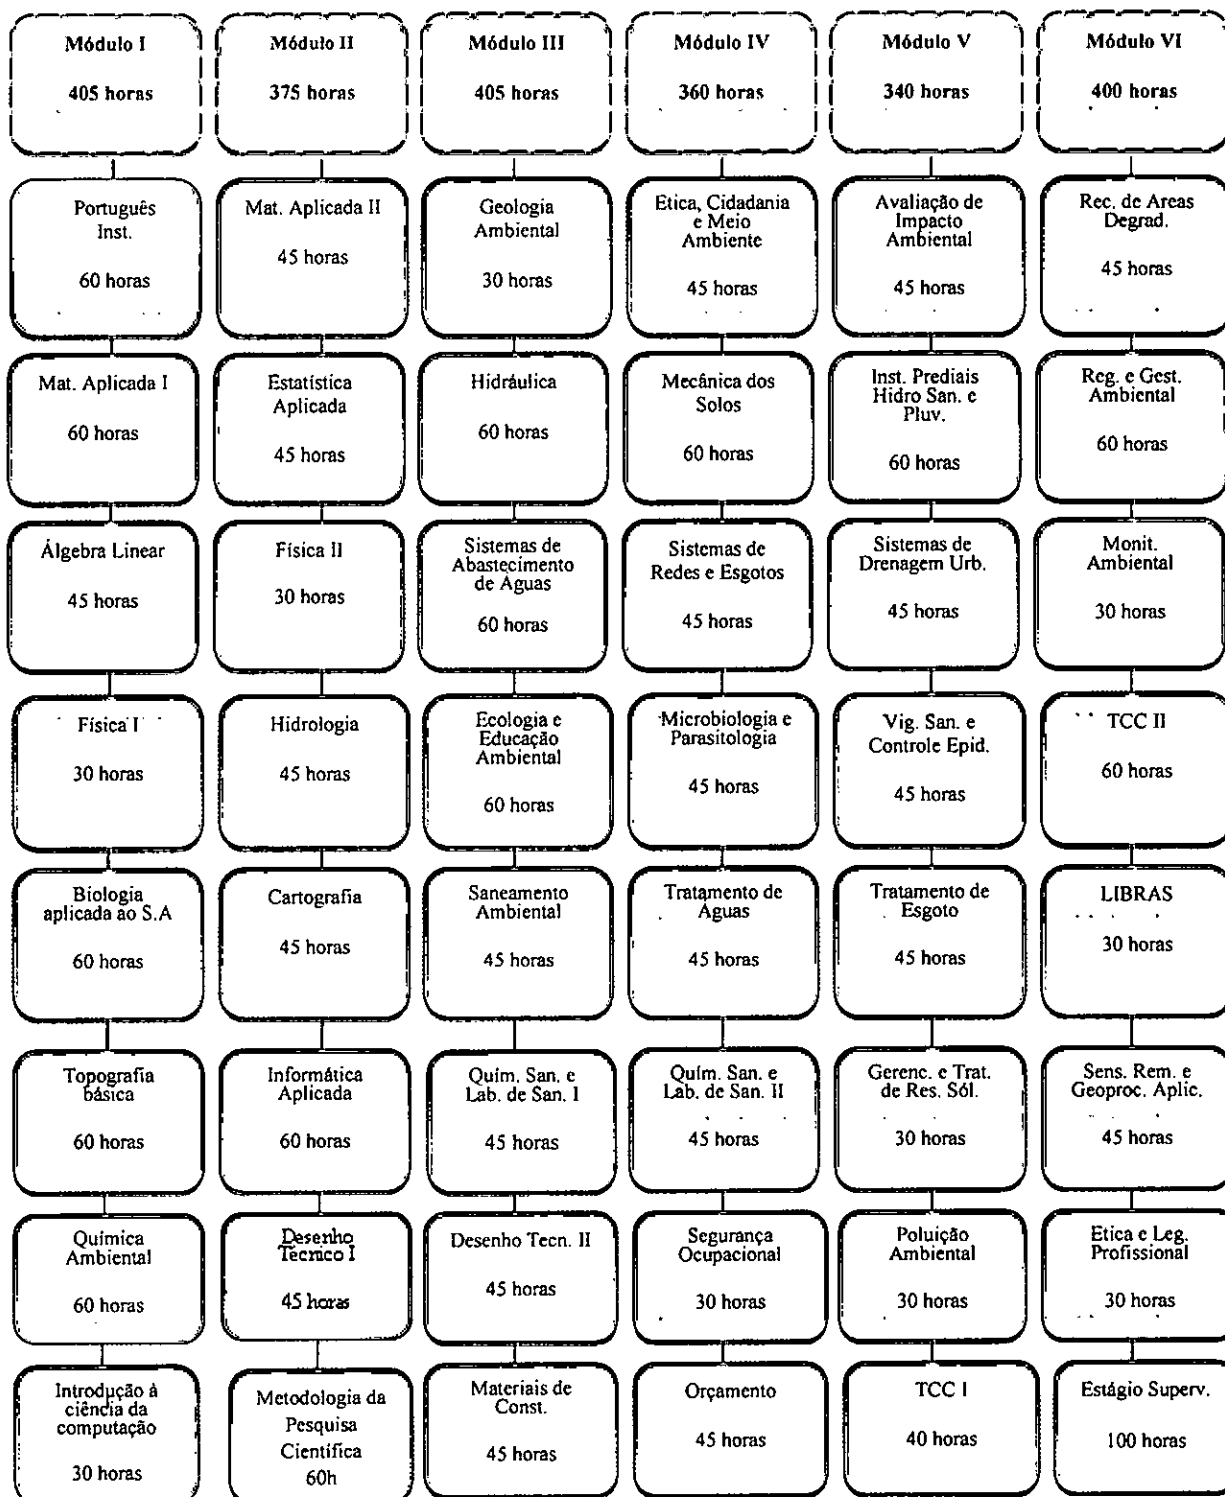 Módulo I
405 horas
Módulo II
375 horas
Módulo III
405 horas
Módulo IV
360 horas
Módulo V
340 horas
Módulo VI
400 horas
Português
Inst.
60 horas
Mat. Aplicada II
45 horas
Geologia
Ambiental
30 horas
Etica, Cidadania
e Meio
Ambiente
45 horas
Avaliação de
Impacto
Ambiental
45 horas
Rec. de Areas
Degrad.
45 horas
Mat. Aplicada I
60 horas
Estatística
Aplicada
45 horas
Hidráulica
60 horas
Mecânica dos
Solos
60 horas
Inst. Prediais
Hidro San. e
Pluv.
60 horas
Reg. e Gest.
Ambiental
60 horas
Álgebra Linear
45 horas
Física II
30 horas
Sistemas de
Abastecimento
de Aguas
60 horas
Sistemas de
Redes e Esgotos
45 horas
Sistemas de
Drenagem Urb.
45 horas
Monit.
Ambiental
30 horas
Física I
30 horas
Hidrologia
45 horas
Ecologia e
Educação
Ambiental
60 horas
Microbiologia e
Parasitologia
45 horas
Vig. San. e
Controle Epid.
45 horas
TCC II
60 horas
Biologia
aplicada ao S.A
60 horas
Cartografia
45 horas
Saneamento
Ambiental
45 horas
Tratamento de
Aguas
45 horas
Tratamento de
Esgoto
45 horas
LIBRAS
30 horas
Topografia
básica
60 horas
Informática
Aplicada
60 horas
Quím. San. e
Lab. de San. I
45 horas
Quím. San. e
Lab. de San. II
45 horas
Gerenc. e Trat.
de Res. Sól.
30 horas
Sens. Rem. e
Geoproc. Aplic.
45 horas
Química
Ambiental
60 horas
Desenho
Técnico I
45 horas
Desenho Tecn. II
45 horas
Segurança
Ocupacional
30 horas
Poluição
Ambiental
30 horas
Etica e Leg.
Profissional
30 horas
Introdução à
ciência da
computação
30 horas
Metodologia da
Pesquisa
Científica
60h
Materiais de
Const.
45 horas
Orçamento
45 horas
TCC I
40 horas
Estágio Superv.
100 horas